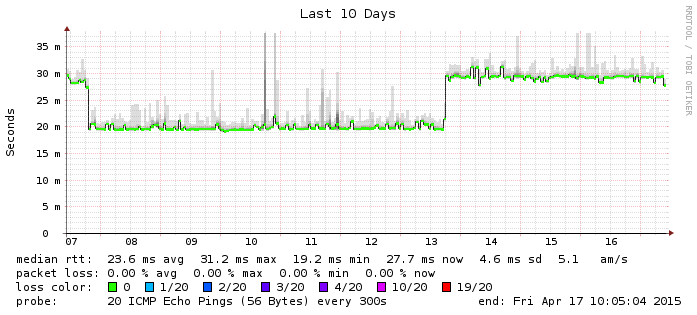 Last 10 Days
RRDTOOL / TOBI OETIKER
Seconds
35 m
30 m
25 m
20 m
15 m
10 m
5 m
0
07 08 09 10 11 12 13 14 15 16
median rtt: 23.6 ms avg 31.2 ms max 19.2 ms min 27.7 ms now 4.6 ms sd 5.1 am/s
packet loss: 0.00 % avg 0.00 % max 0.00 % min 0.00 % now
loss color: 0 1/20 2/20 3/20 4/20 10/20 19/20
probe: 20 ICMP Echo Pings (56 Bytes) every 300s end: Fri Apr 17 10:05:04 2015